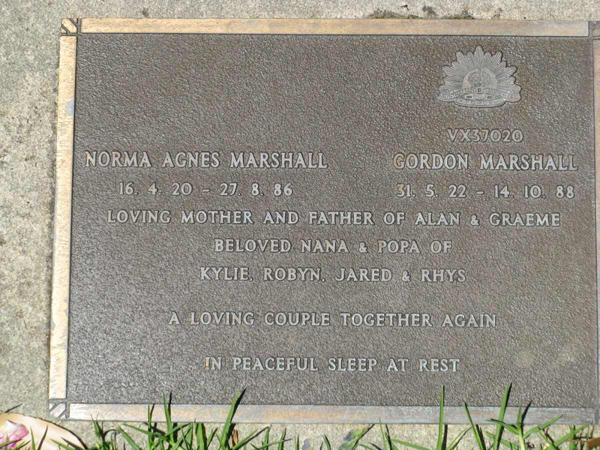 VX37020
NORMA AGNES MARSHALL GORDON MARSHALL
16. 4. 20 - 27. 8. 86 31. 5. 22 - 14. 10. 88
LOVING MOTHER AND FATHER OF ALAN & GRAEME
BELOVED NANA & POPA OF
KYLIE, ROBYN, JARED & RHYS
A LOVING COUPLE TOGETHER AGAIN
IN PEACEFUL SLEEP AT REST